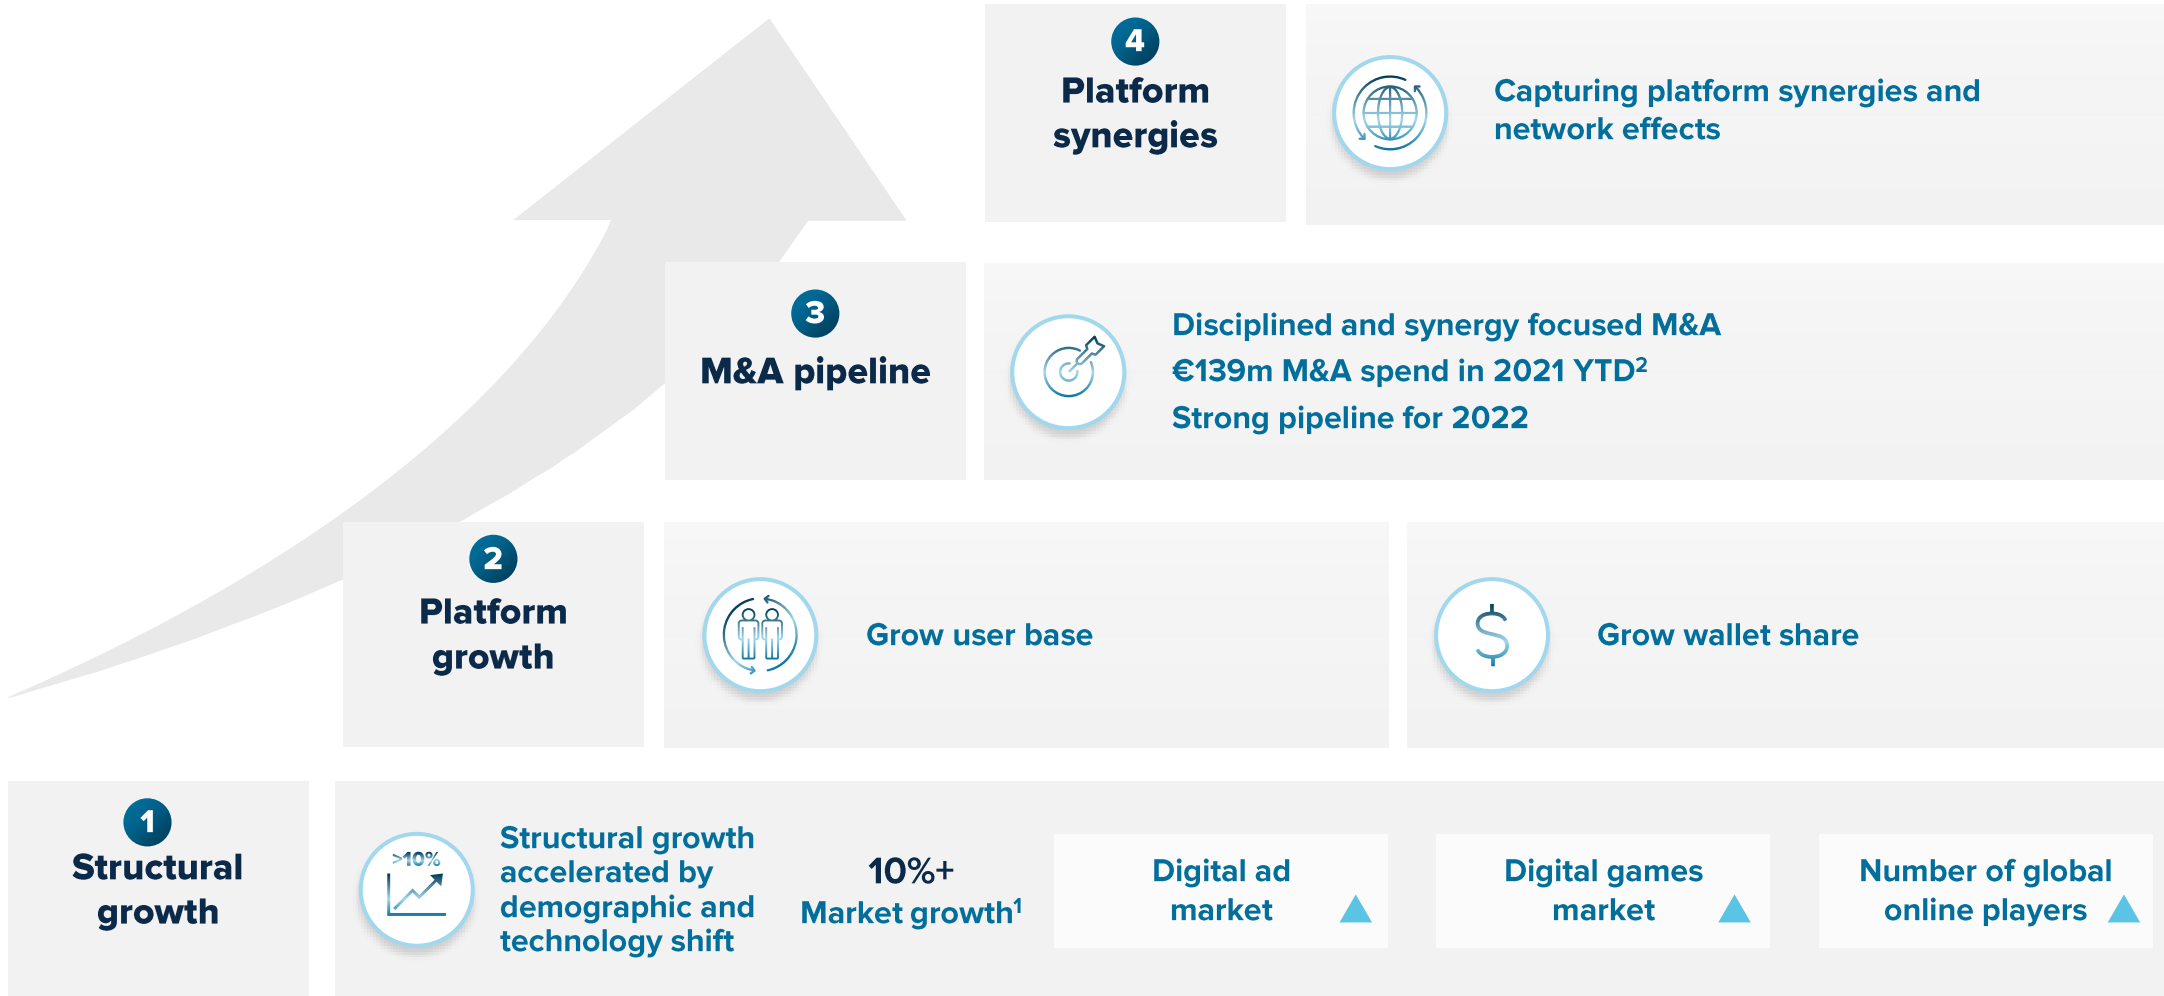 4
Platform
synergies
Capturing platform synergies and
network effects
3
M&A pipeline
Disciplined and synergy focused M&A
€139m M&A spend in 2021 YTD²
Strong pipeline for 2022
2
Platform
growth
Grow user base
Grow wallet share
1
Structural
growth
>10%
Structural growth
accelerated by
demographic and
technology shift
10%+
Market growth¹
Digital ad
market
Digital games
market
Number of global
online players